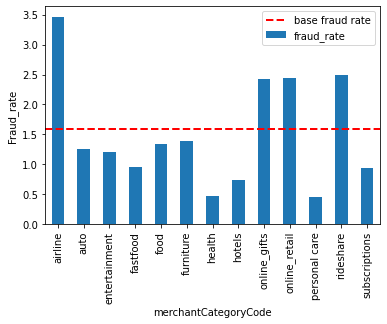 base fraud rate
fraud_rate
Fraud_rate
3.5
3.0
2.5
2.0
1.5
1.0
0.5
0.0
airline
auto
entertainment
fastfood
food
furniture
health
hotels
online_gifts
online_retail
personal care
rideshare
subscriptions
merchantCategoryCode